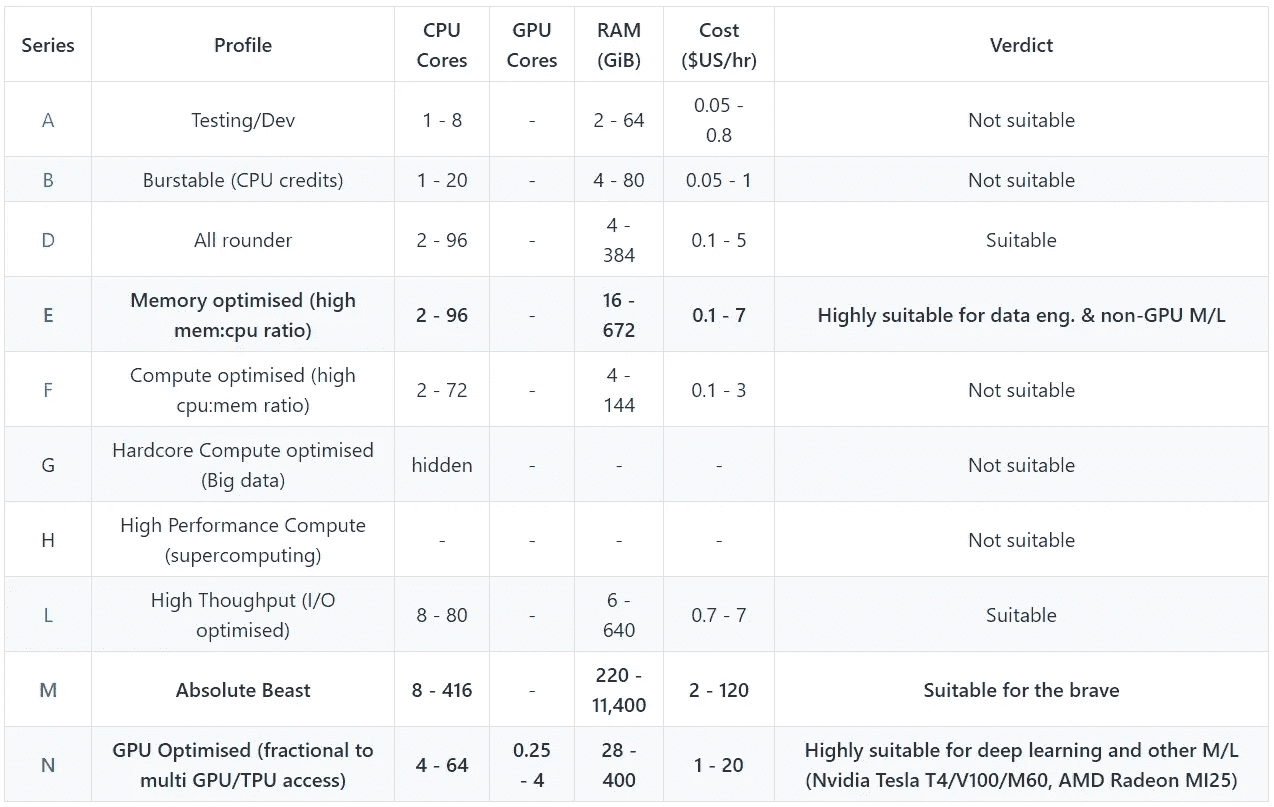 Series Profile CPU Cores GPU Cores RAM (GiB) Cost ($US/hr) Verdict
A Testing/Dev 1 - 8 - 2 - 64 0.05 - 0.8 Not suitable
B Burstable (CPU credits) 1 - 20 - 4 - 80 0.05 - 1 Not suitable
D All rounder 2 - 96 - 4 - 384 0.1 - 5 Suitable
E Memory optimised (high mem:cpu ratio) 2 - 96 - 16 - 672 0.1 - 7 Highly suitable for data eng. & non-GPU M/L
F Compute optimised (high cpu:mem ratio) 2 - 72 - 4 - 144 0.1 - 3 Not suitable
G Hardcore Compute optimised (Big data) hidden - - - Not suitable
H High Performance Compute (supercomputing) - - - - Not suitable
L High Thoughput (I/O optimised) 8 - 80 - 6 - 640 0.7 - 7 Suitable
M Absolute Beast 8 - 416 - 220 - 11,400 2 - 120 Suitable for the brave
N GPU Optimised (fractional to multi GPU/TPU access) 4 - 64 0.25 - 4 28 - 400 1 - 20 Highly suitable for deep learning and other M/L (Nvidia Tesla T4/V100/M60, AMD Radeon MI25)